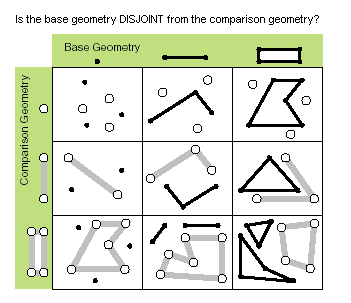 Is the base geometry DISJOINT from the comparison geometry?
Base Geometry
Comparison Geometry